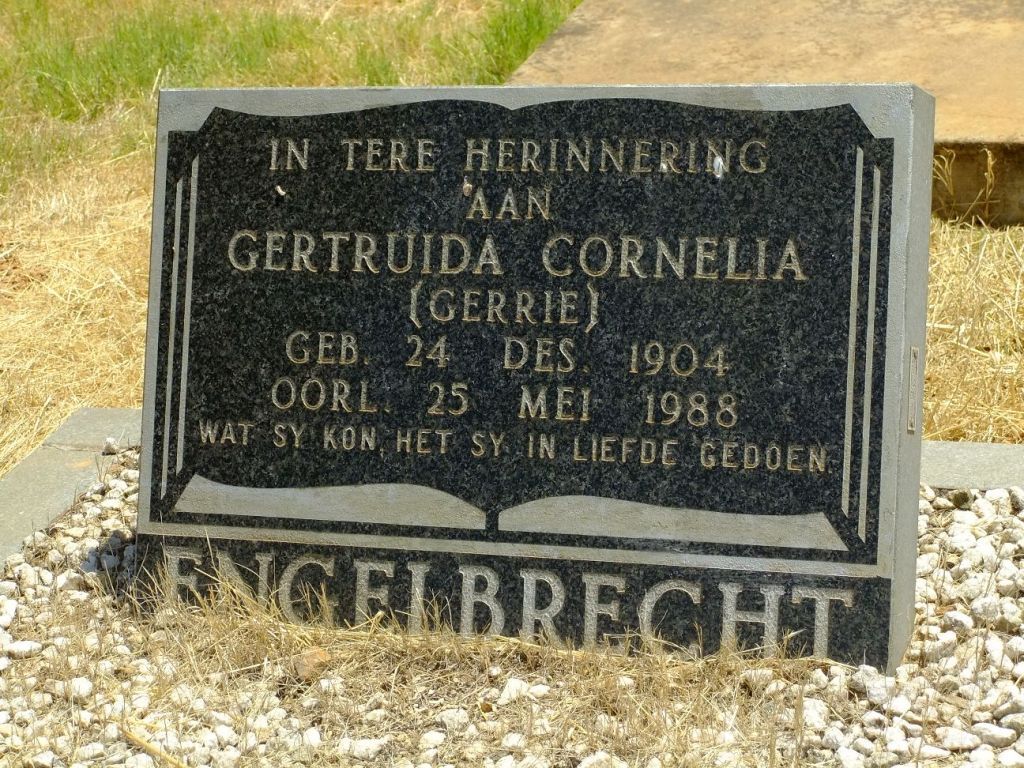 IN TERE HERINNERING
AAN
GERTRUIDA CORNELIA
(GERRIE)
GEB. 24 DES. 1904
OORL. 25 MEI 1988
WAT SY KON, HET SY IN LIEFDE GEDOEN.
ENGELBRECHT